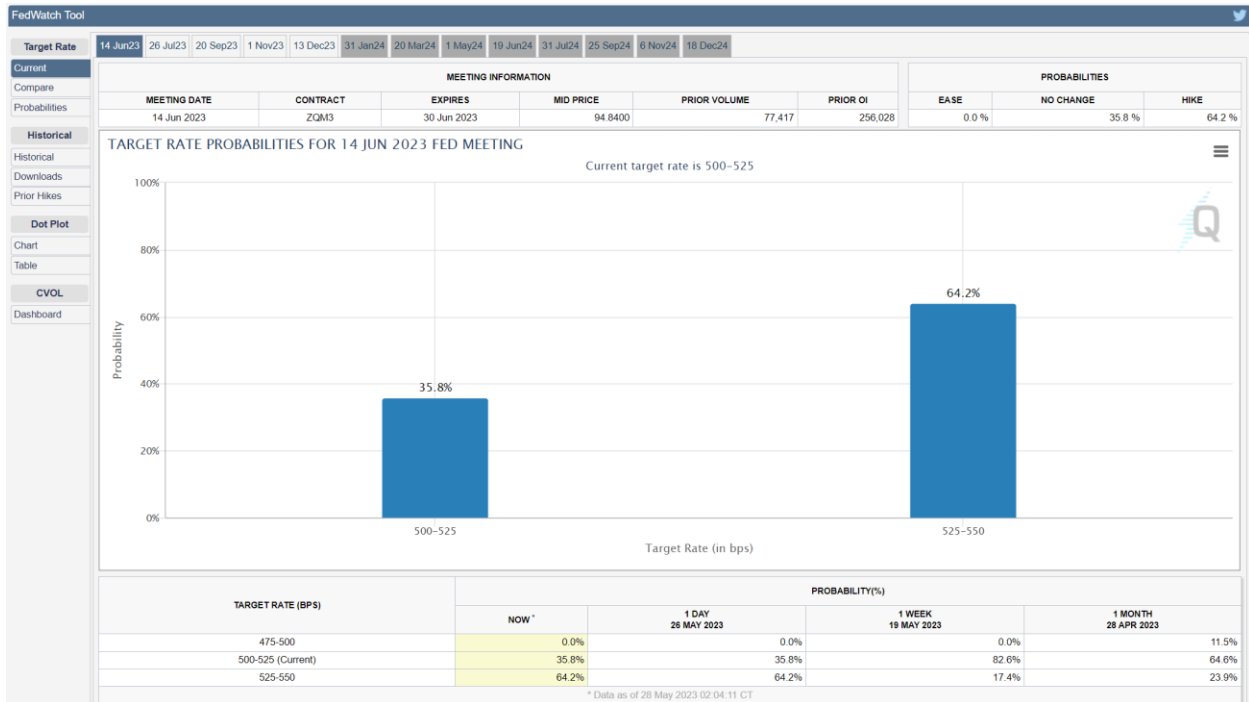 FedWatch Tool
Target Rate
Current
Compare
Probabilities
Historical
Historical
Downloads
Prior Hikes
Dot Plot
Chart
Table
CVOL
Dashboard
14 Jun23 26 Jul23 20 Sep23 1 Nov23 13 Dec23 31 Jan24 20 Mar24 1 May24 19 Jun24 31 Jul24 25 Sep24 6 Nov24 18 Dec24
MEETING INFORMATION
MEETING DATE CONTRACT EXPIRES MID PRICE PRIOR VOLUME PRIOR OI
14 Jun 2023 ZQM3 30 Jun 2023 94.8400 77,417 256,028
PROBABILITIES
EASE NO CHANGE HIKE
0.0 % 35.8 % 64.2 %
TARGET RATE PROBABILITIES FOR 14 JUN 2023 FED MEETING
Current target rate is 500-525
100%
80%
60%
40%
20%
0%
Probability
35.8%
64.2%
500-525 525-550
Target Rate (in bps)
Q
TARGET RATE (BPS) PROBABILITY(%)
NOW * 1 DAY 1 WEEK 1 MONTH
26 MAY 2023 19 MAY 2023 28 APR 2023
475-500 0.0% 0.0% 0.0% 11.5%
500-525 (Current) 35.8% 35.8% 82.6% 64.6%
525-550 64.2% 64.2% 17.4% 23.9%
* Data as of 28 May 2023 02:04:11 CT